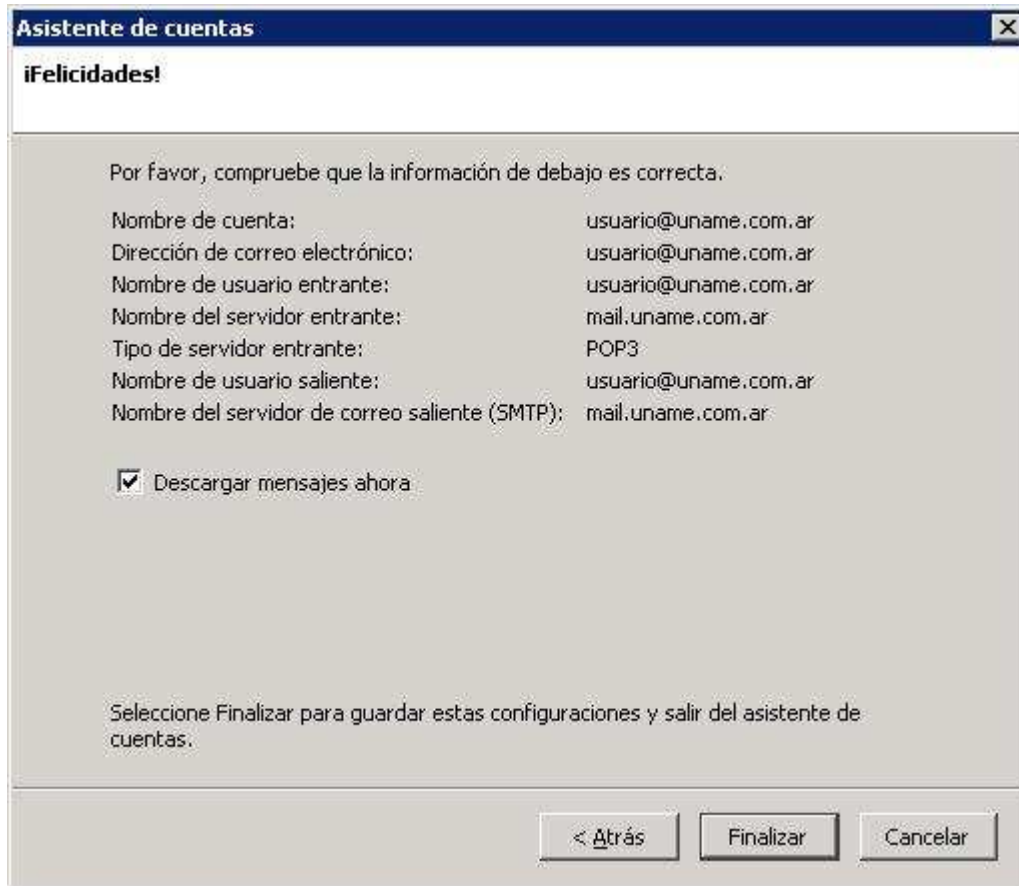 Asistente de cuentas
¡Felicidades!
Por favor, compruebe que la información de debajo es correcta.
Nombre de cuenta: usuario@uname.com.ar
Dirección de correo electrónico: usuario@uname.com.ar
Nombre de usuario entrante: usuario@uname.com.ar
Nombre del servidor entrante: mail.uname.com.ar
Tipo de servidor entrante: POP3
Nombre de usuario saliente: usuario@uname.com.ar
Nombre del servidor de correo saliente (SMTP): mail.uname.com.ar
Descargar mensajes ahora
Seleccione Finalizar para guardar estas configuraciones y salir del asistente de
cuentas.
< Atrás Finalizar Cancelar